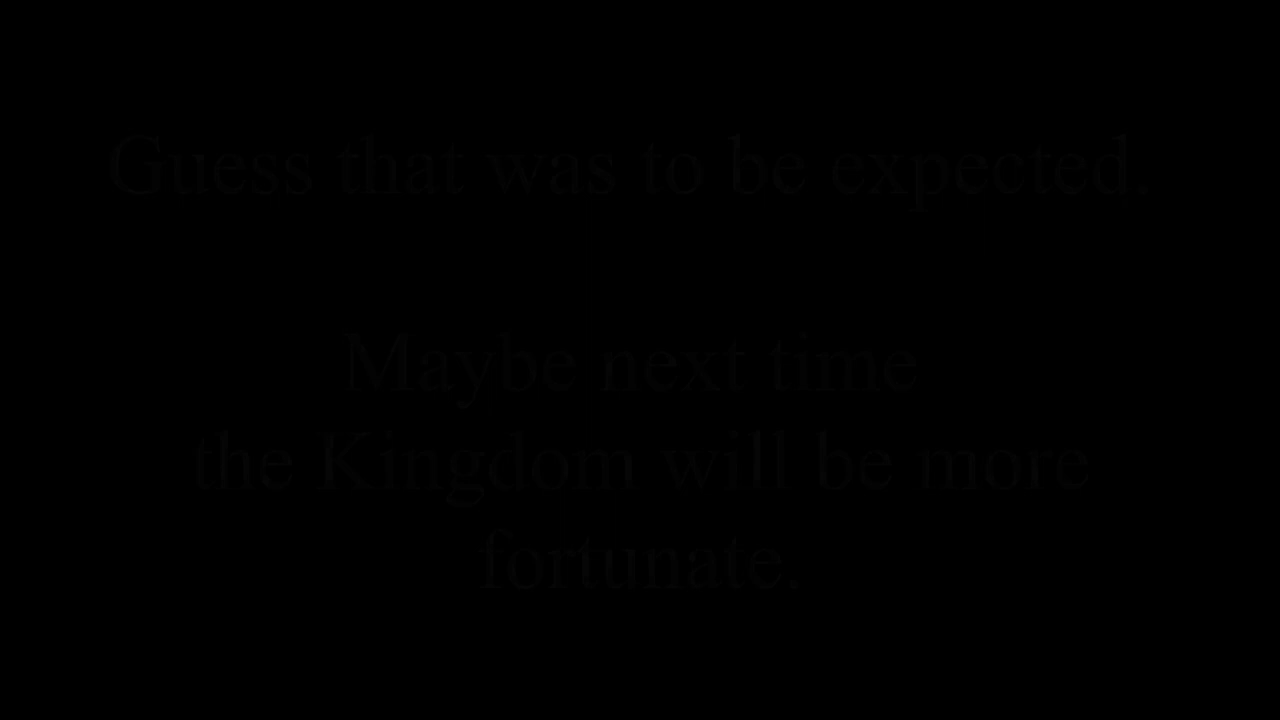 Guess that was to be expected.
Maybe next time
the Kingdom will be more
fortunate.